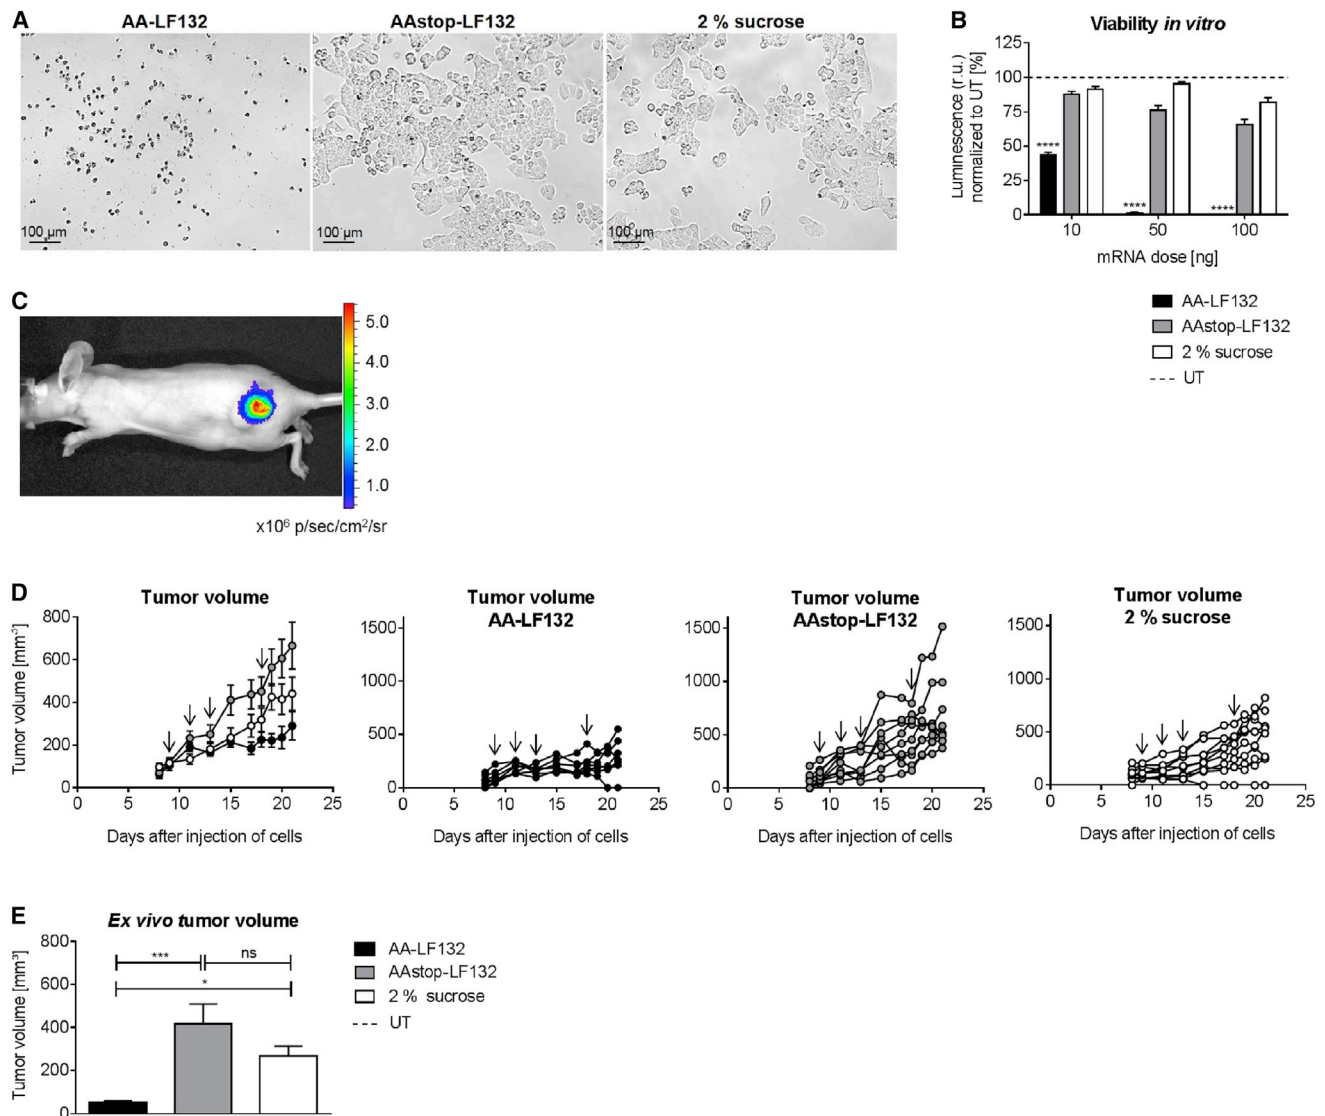 A
AA-LF132
AAstop-LF132
2 % sucrose
100 µm
100 µm
100 µm
B
Viability in vitro
Luminescence (r.u.)
normalized to UT [%]
125
100
75
50
25
0
****
****
****
10
50
100
mRNA dose [ng]
AA-LF132
AAstop-LF132
2 % sucrose
UT
C
5.0
4.0
3.0
2.0
1.0
x10⁶ p/sec/cm²/sr
D
Tumor volume
Tumor volume [mm³]
800
600
400
200
0
0 5 10 15 20 25
Days after injection of cells
Tumor volume
AA-LF132
1500
1000
500
0
0 5 10 15 20 25
Days after injection of cells
Tumor volume
AAstop-LF132
1500
1000
500
0
0 5 10 15 20 25
Days after injection of cells
Tumor volume
2 % sucrose
1500
1000
500
0
0 5 10 15 20 25
Days after injection of cells
E
Ex vivo tumor volume
Tumor volume [mm³]
800
600
400
200
0
***
ns
*
AA-LF132
AAstop-LF132
2 % sucrose
UT